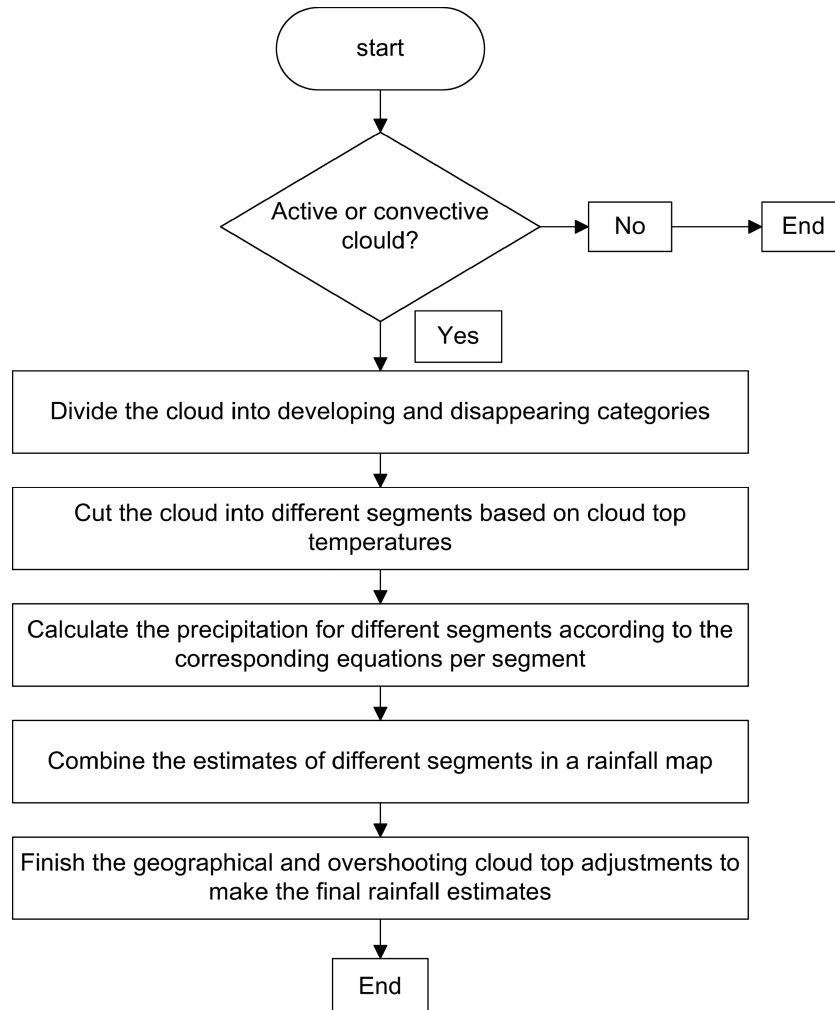 start
Active or convective
clould?
No
End
Yes
Divide the cloud into developing and disappearing categories
Cut the cloud into different segments based on cloud top
temperatures
Calculate the precipitation for different segments according to the
corresponding equations per segment
Combine the estimates of different segments in a rainfall map
Finish the geographical and overshooting cloud top adjustments to
make the final rainfall estimates
End